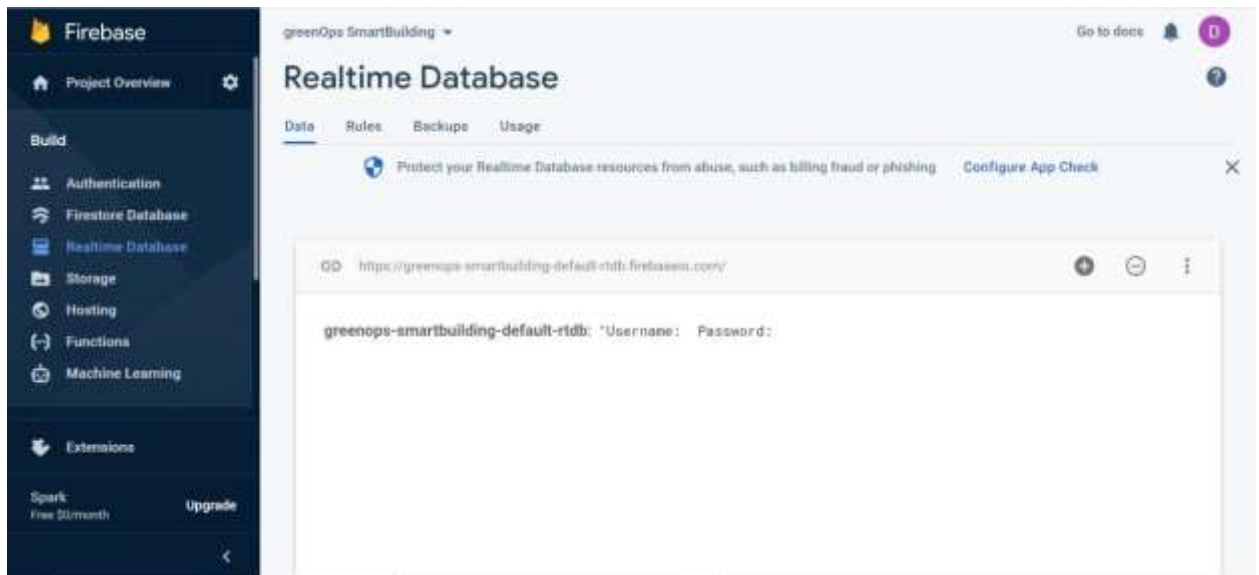 Firebase
Project Overview
Build
Authentication
Firestore Database
Realtime Database
Storage
Hosting
Functions
Machine Learning
Extensions
Spark
Free $0/month
Upgrade
greenOps SmartBuilding
Go to docs
D
Realtime Database
Data Rules Backups Usage
Protect your Realtime Database resources from abuse, such as billing fraud or phishing Configure App Check
https://greenops-smartbuilding-default-rtdb.firebaseio.com/
greenops-smartbuilding-default-rtdb: "Username: Password: